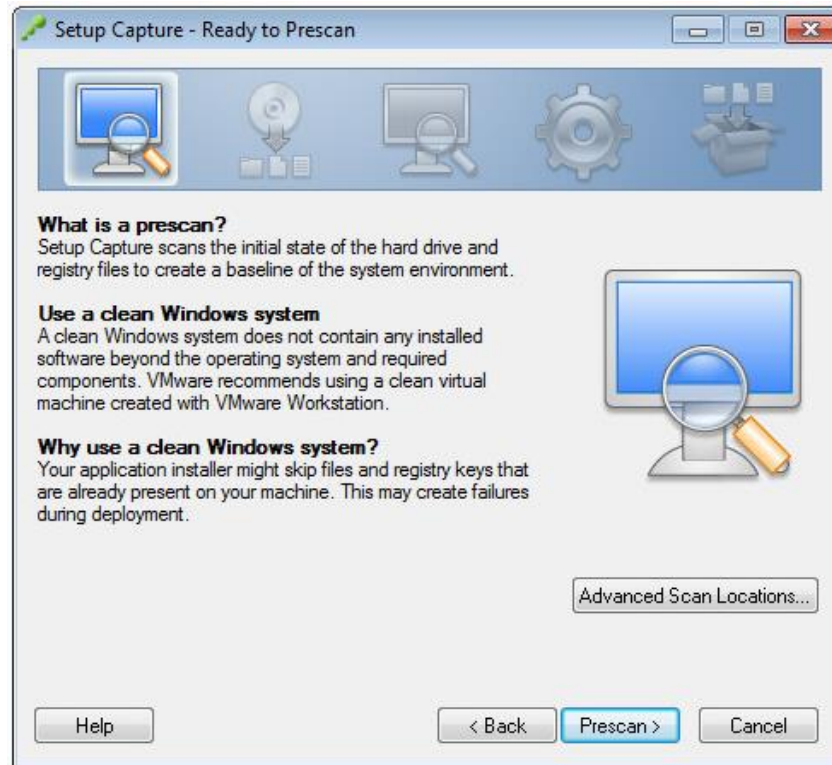 Setup Capture - Ready to Prescan
What is a prescan?
Setup Capture scans the initial state of the hard drive and
registry files to create a baseline of the system environment.
Use a clean Windows system
A clean Windows system does not contain any installed
software beyond the operating system and required
components. VMware recommends using a clean virtual
machine created with VMware Workstation.
Why use a clean Windows system?
Your application installer might skip files and registry keys that
are already present on your machine. This may create failures
during deployment.
Advanced Scan Locations...
Help
< Back
Prescan >
Cancel